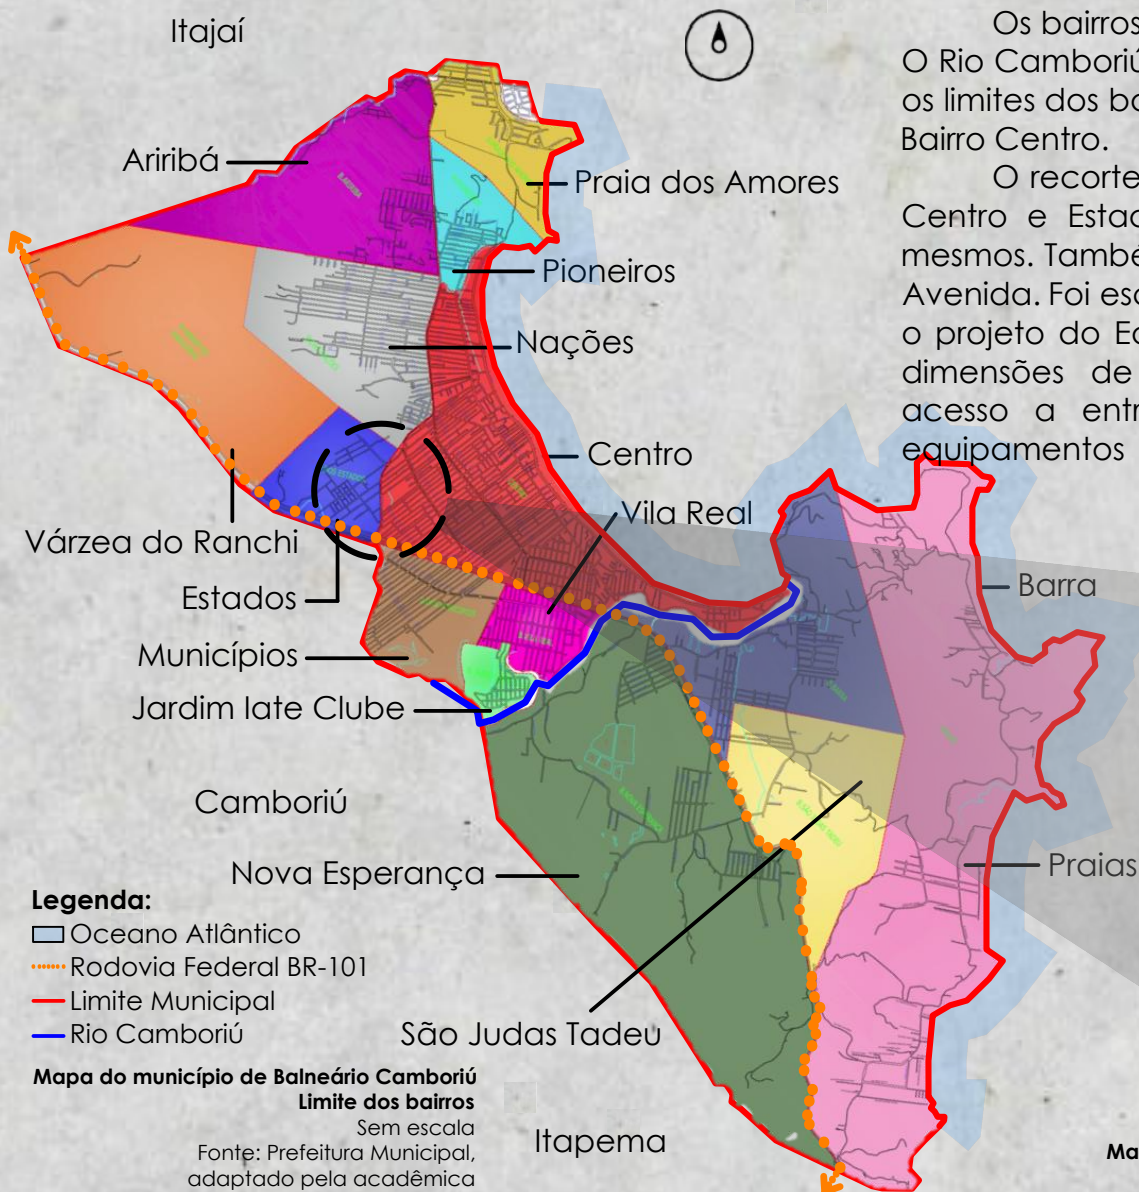 Itajaí
Os bairros
O Rio Camboriú
os limites dos ba
Bairro Centro.
O recorte
Centro e Estad
mesmos. També
Avenida. Foi esc
o projeto do Ed
dimensões de
acesso a entr
equipamentos
Ariribá
Praia dos Amores
Pioneiros
Nações
Centro
Vila Real
Várzea do Ranchi
Estados
Barra
Municípios
Jardim Iate Clube
Camboriú
Nova Esperança
Praias
São Judas Tadeu
Itapema
Legenda:
Oceano Atlântico
Rodovia Federal BR-101
Limite Municipal
Rio Camboriú
Mapa do município de Balneário Camboriú
Limite dos bairros
Sem escala
Fonte: Prefeitura Municipal,
adaptado pela acadêmica
Ma